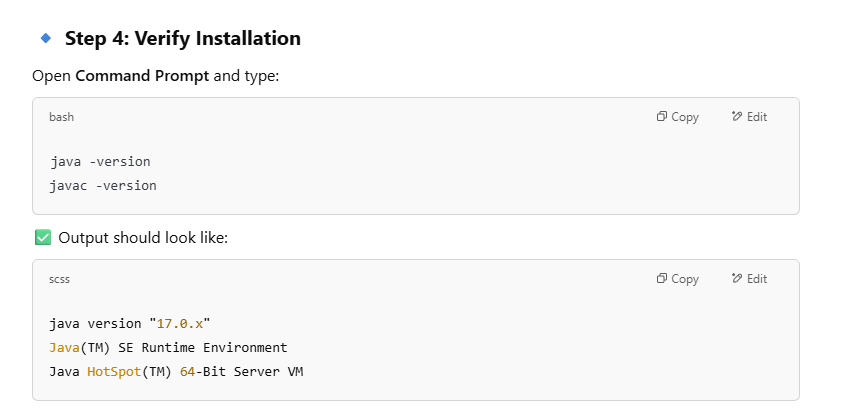 🔹 Step 4: Verify Installation
Open Command Prompt and type:
bash
Copy
Edit
java -version
javac -version
✅ Output should look like:
scss
Copy
Edit
java version "17.0.x"
Java(TM) SE Runtime Environment
Java HotSpot(TM) 64-Bit Server VM